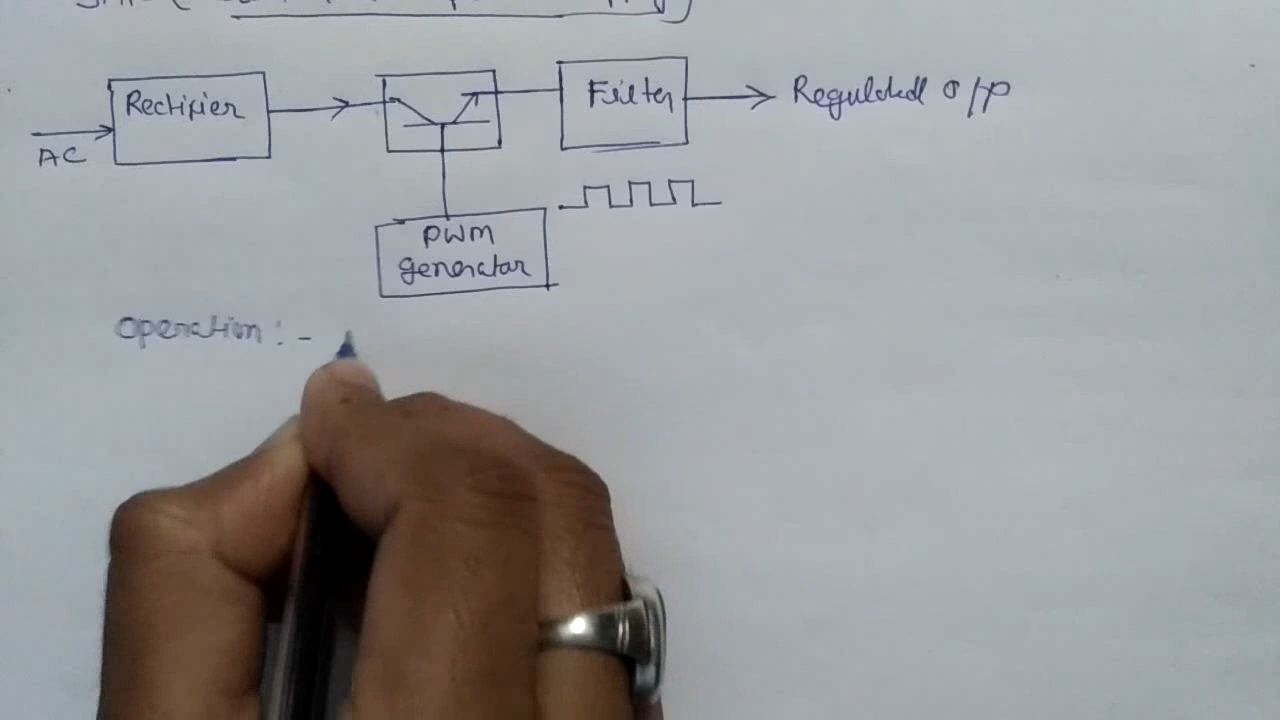 Rectifier
Filter
Regulated o/p
AC
PWM
generator
Operation :-